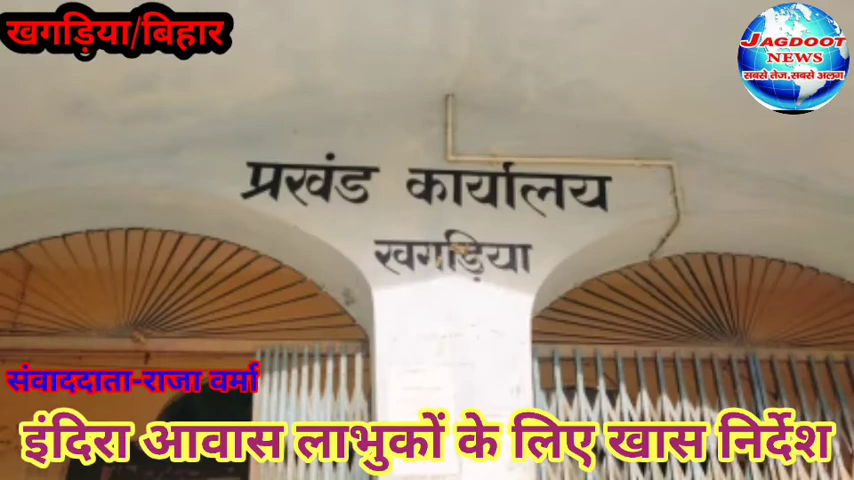 खगड़िया/बिहार
JAGDOOT
NEWS
सबसे तेज,सबसे अलग
प्रखंड कार्यालय
खगड़िया
संवाददाता-राजा वर्मा
इंदिरा आवास लाभुकों के लिए खास निर्देश